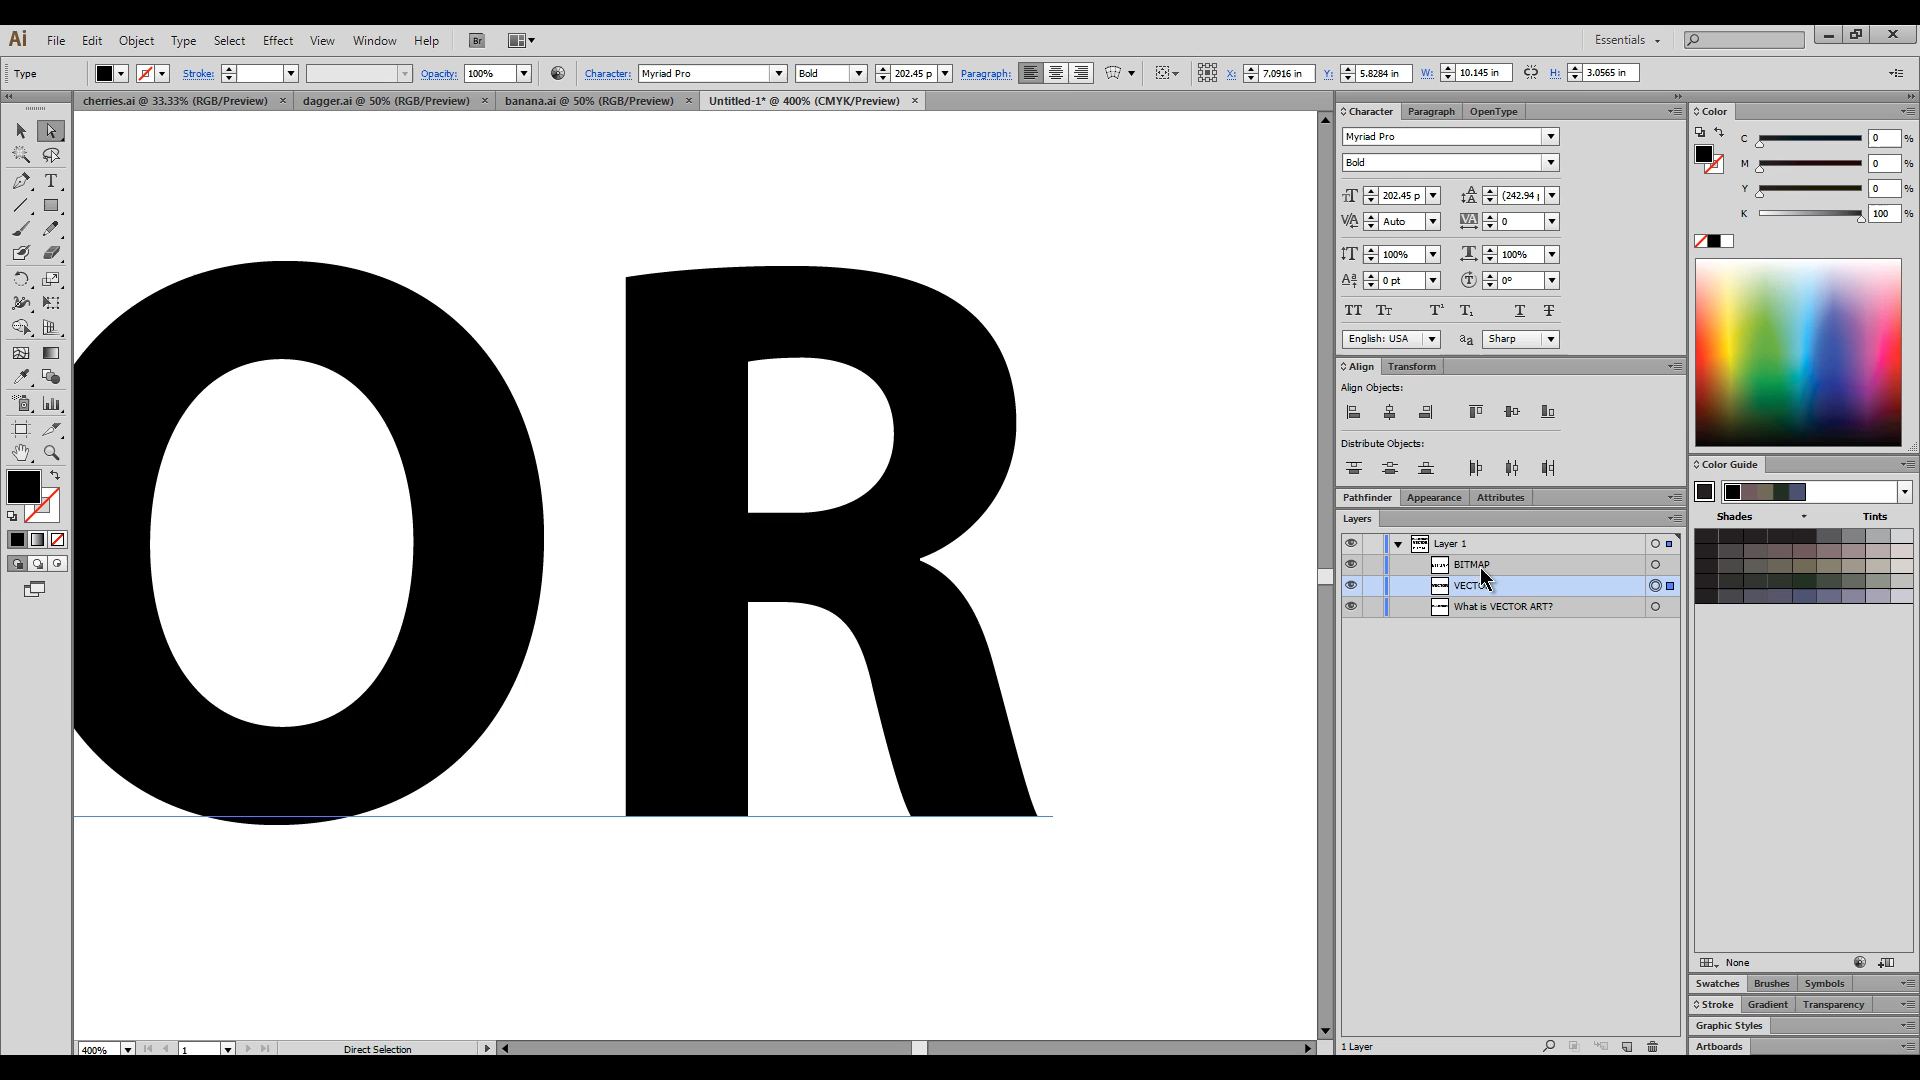 Ai File Edit Object Type Select Effect View Window Help Br Essentials
Type Stroke: Opacity: 100% Character: Myriad Pro Bold 202.45 p Paragraph: X: 7.0916 in Y: 5.8284 in W: 10.145 in H: 3.0565 in
cherries.ai @ 33.33% (RGB/Preview) dagger.ai @ 50% (RGB/Preview) banana.ai @ 50% (RGB/Preview) Untitled-1* @ 400% (CMYK/Preview)
OR
Character Paragraph OpenType
Myriad Pro
Bold
202.45 p (242.94
Auto 0
100% 100%
0 pt 0°
English: USA Sharp
Align Transform
Align Objects:
Distribute Objects:
Pathfinder Appearance Attributes
Layers
Layer 1
BITMAP
VECTOR
What is VECTOR ART?
1 Layer
Color
C 0 %
M 0 %
Y 0 %
K 100 %
Color Guide
Shades Tints
None
Swatches Brushes Symbols
Stroke Gradient Transparency
Graphic Styles
Artboards
400% 1 Direct Selection